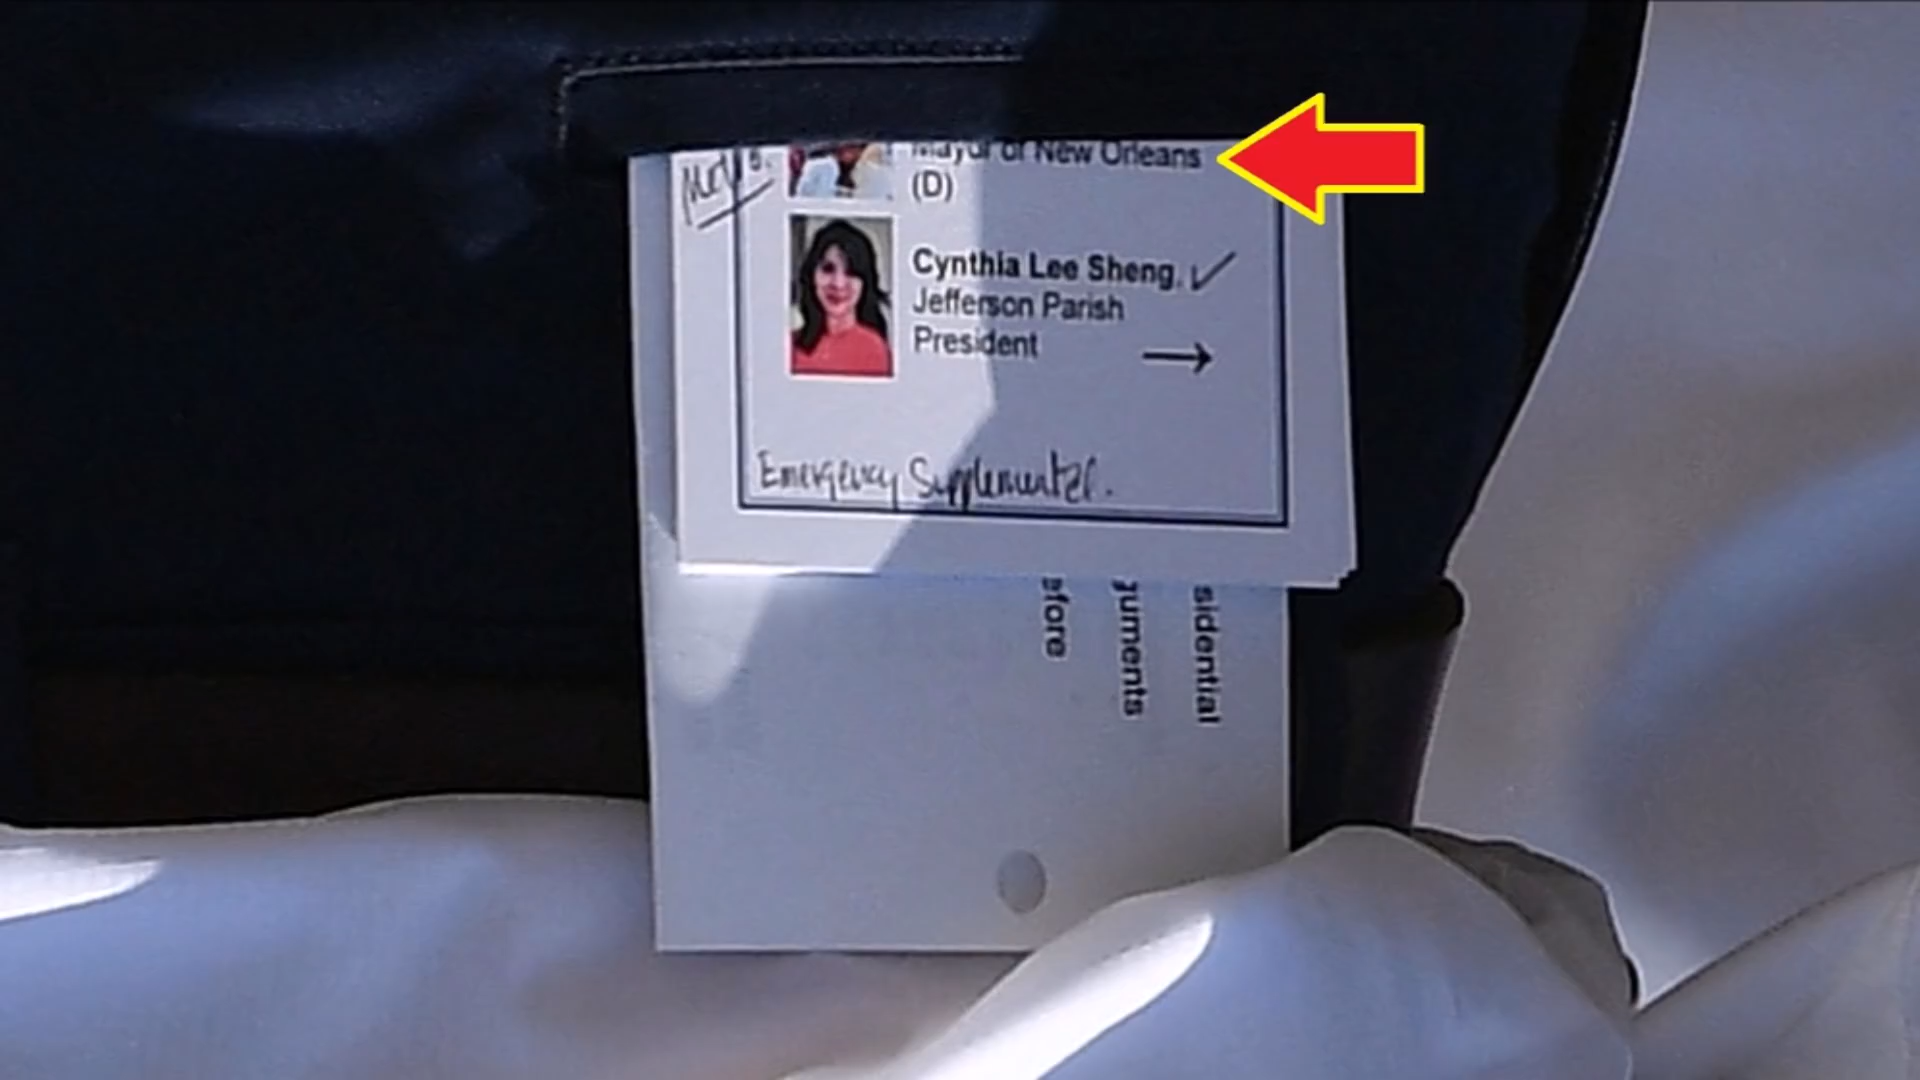 Mayor of New Orleans
(D)
Cynthia Lee Sheng,
Jefferson Parish
President
Emergency Supplemental.
sidential
guments
efore